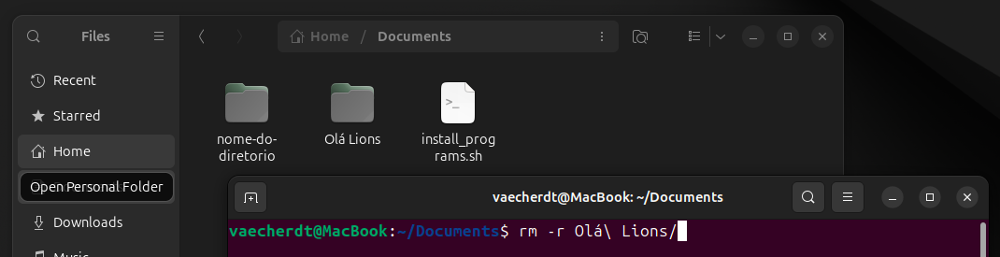 Files
Home / Documents
Recent
Starred
Home
Open Personal Folder
Downloads
Music
nome-do-
diretorio
Olá Lions
install_prog
rams.sh
>_
vaecherdt@MacBook: ~/Documents
vaecherdt@MacBook:~/Documents$ rm -r Olá\ Lions/